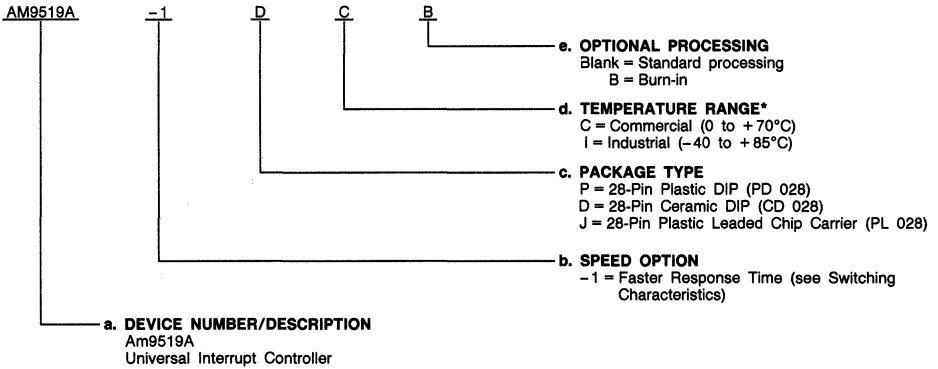 AM9519A -1 D C B
e. OPTIONAL PROCESSING
Blank = Standard processing
B = Burn-in
d. TEMPERATURE RANGE*
C = Commercial (0 to +70°C)
I = Industrial (-40 to +85°C)
c. PACKAGE TYPE
P = 28-Pin Plastic DIP (PD 028)
D = 28-Pin Ceramic DIP (CD 028)
J = 28-Pin Plastic Leaded Chip Carrier (PL 028)
b. SPEED OPTION
-1 = Faster Response Time (see Switching
Characteristics)
a. DEVICE NUMBER/DESCRIPTION
Am9519A
Universal Interrupt Controller